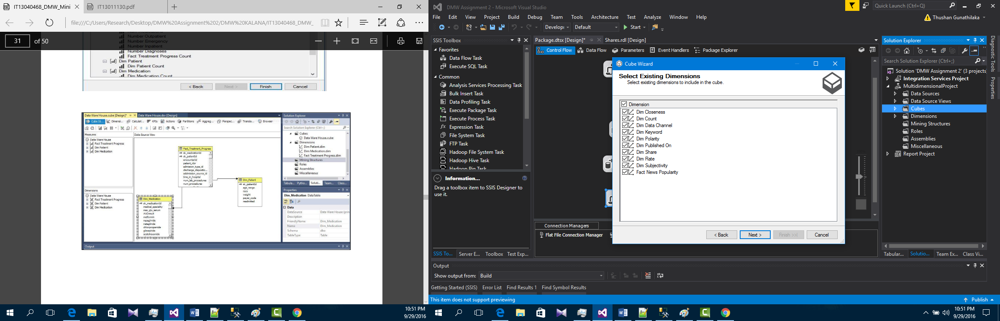 IT13040468_DMW_Mini
IT13011130.pdf
file:///C:/Users/Research/Desktop/DMW%20Assignment%202/DMW%20KALANA/IT13040468_DMW_
31 of 50
Number Outpatient
Number Emergency
Number Inpatient
Number Diagnoses
Fact Treatment Progress Count
Dim Patient
Dim Patient Count
Dim Medication
Dim Medication Count
< Back
Next >
Finish
Cancel
Data Ware House.cube [Design]*
Data Ware House.dsv [Design]
Cube St...
Dimensi...
Calculat...
KPIs
Actions
Partitions
Aggreg...
Perspec...
Transla...
Browser
Measures
Data Ware House
Fact Treatment Progress
Dim Patient
Dim Medication
Dimensions
Data Ware House
Fact Treatment Progress
Dim Patient
Dim Medication
Data Source View
Fact_Treatment_Progress
sk_medicationId
sk_patientId
encounterId
patient_nbr
admission_type_id
discharge_dispositio...
addmission_source_id
time_in_hospital
num_lab_procedures
num_procedures
Dim_Patient
sk_patientId
age_range
race
weight
payer_code
readmitted
Dim_Medication
sk_medicationId
medical_speciality
max_glu_serum
A1Cresult
metformin
repaglinide
nateglinide
chlorpropamide
glimepiride
acetohexamide
Solution Explorer
Search Solution Explorer (Ctrl+;)
Cubes
Data Ware House.cube
Dimensions
Dim Patient.dim
Dim Medication.dim
Fact Treatment Progress.dim
Mining Structures
Roles
Assemblies
Miscellaneous
Tabula...
Pytho...
Soluti...
Team...
Class...
Properties
Dim_Medication DataTable
Data
DataSource Data Ware House (prin
Description
FriendlyName Dim_Medication
Name Dim_Medication
Schema dbo
TableType Table
Output
10:51 PM
9/29/2016
DMW Assignment 2 - Microsoft Visual Studio
Quick Launch (Ctrl+Q)
File Edit View Project Build Debug Team Tools Architecture Test Analyze Window Help
Thushan Gunathilaka
Developr
Default
Start
SSIS Toolbox
Favorites
Data Flow Task
Execute SQL Task
Common
Analysis Services Processing Task
Bulk Insert Task
Data Profiling Task
Execute Package Task
Execute Process Task
Expression Task
File System Task
FTP Task
Hadoop File System Task
Hadoop Hive Task
Hadoop Pig Task
Information...
Drag a toolbox item to SSIS Designer to
use it.
SSIS To...
Server E...
Toolbox
Test Exp...
Package.dtsx [Design]*
Shares.rdl [Design]
Control Flow
Data Flow
Parameters
Event Handlers
Package Explorer
Cube Wizard
Select Existing Dimensions
Select existing dimensions to include in the cube.
Dimension
Dim Closeness
Dim Count
Dim Data Channel
Dim Keyword
Dim Polarity
Dim Published On
Dim Share
Dim Rate
Dim Subjectivity
Fact News Popularity
< Back
Next >
Finish >>|
Cancel
Connection Managers
Flat File Connection Manager
Solution Explorer
Search Solution Explorer (Ctrl+;)
Solution 'DMW Assignment 2' (3 projects)
Integration Services Project
MultidimensionalProject
Data Sources
Data Source Views
Cubes
Dimensions
Mining Structures
Roles
Assemblies
Miscellaneous
Report Project
Tabular...
Solutio...
Team Ex...
Class Vi...
Diagnostic Tools
Properties
Output
Show output from: Build
Getting Started (SSIS)
Error List
Find Results 1
Find Symbol Results
This item does not support previewing
Publish
10:51 PM
9/29/2016